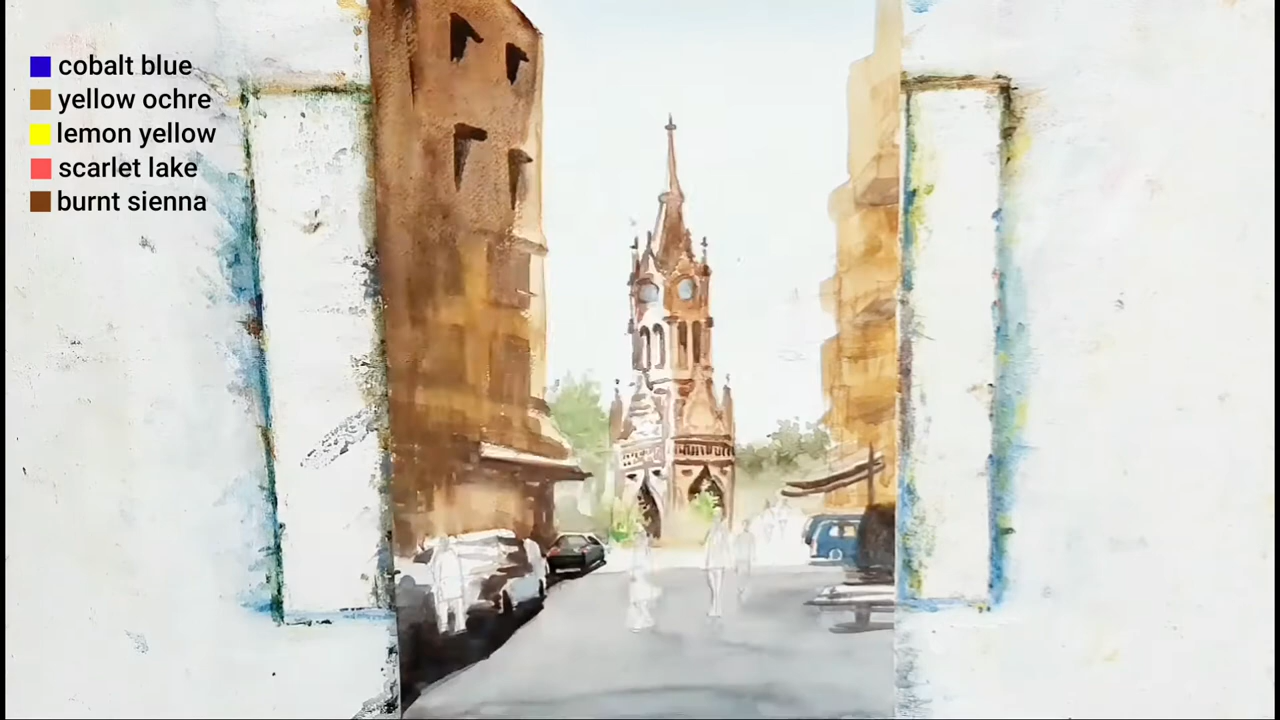 cobalt blue
yellow ochre
lemon yellow
scarlet lake
burnt sienna